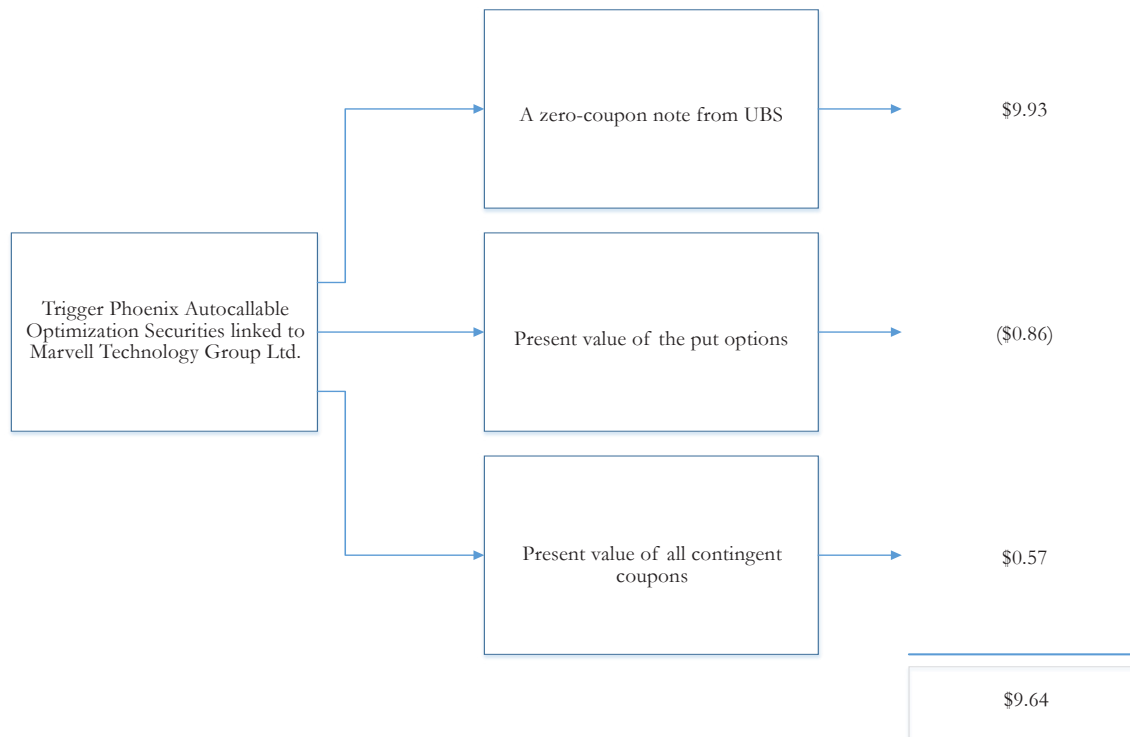 A zero-coupon note from UBS
$9.93
Trigger Phoenix Autocallable
Optimization Securities linked to
Marvell Technology Group Ltd.
Present value of the put options
($0.86)
Present value of all contingent
coupons
$0.57
$9.64